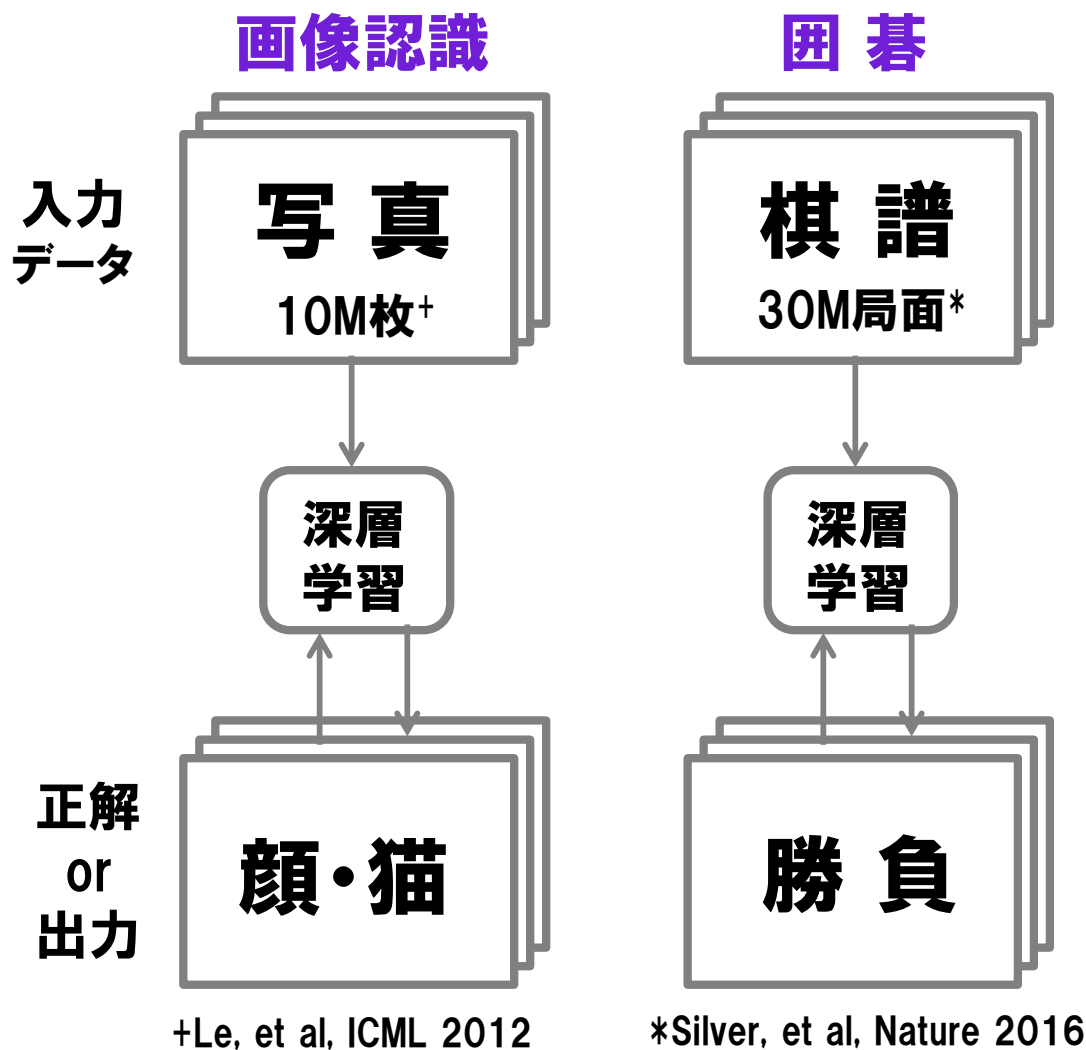 画像認識
囲碁
入力
データ
写真
10M枚+
棋譜
30M局面*
深層
学習
深層
学習
正解
or
出力
顔・猫
勝負
+Le, et al, ICML 2012
*Silver, et al, Nature 2016